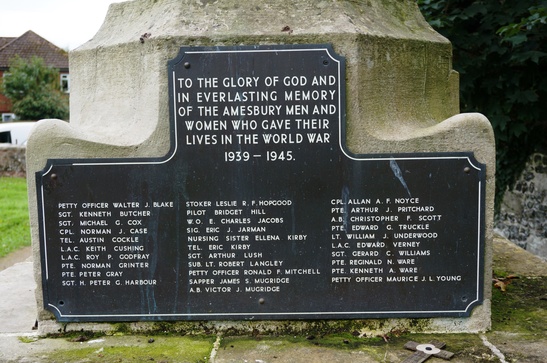 TO THE GLORY OF GOD AND
IN EVERLASTING MEMORY
OF THE AMESBURY MEN AND
WOMEN WHO GAVE THEIR
LIVES IN THE WORLD WAR
1939 – 1945.
PETTY OFFICER WALTER J. BLAKE
SGT. KENNETH BUTCHER
SGT. MICHAEL G. COX
CPL. NORMAN J. CASE
TEL. AUSTIN COCKLE
L.A.C. KEITH CUSHING
L.A.C. ROY P. GODFRAY
PTE. NORMAN GRINTER
PTE. PETER GRAY
SGT. H. PETER G. HARBOUR
STOKER LESLIE R. F. HOPGOOD
PILOT BRIDGET HILL
W.O. E. CHARLES JACOBS
SIG. ERIC J. JARMAN
NURSING SISTER ELLENA KIRBY
TEL. ERIC KIRBY
SGT. ARTHUR LUSH
SUB. LT. ROBERT LANGLEY
PETTY OFFICER RONALD F. MITCHELL
SAPPER JAMES S. MUGRIDGE
A.B. VICTOR J. MUGRIDGE
CPL. ALLAN A. F. NOYCE
PTE. ARTHUR J. PRITCHARD
A.B. CHRISTOPHER F. SCOTT
PTE. EDWARD G. TRUCKLE
LT. WILLIAM J. UNDERWOOD
L.A.C. EDWARD VERNEY
SGT. GERARD C. WILLIAMS
PTE. REGINALD N. WARE
PTE. KENNETH A. WARE
PETTY OFFICER MAURICE J. L. YOUNG